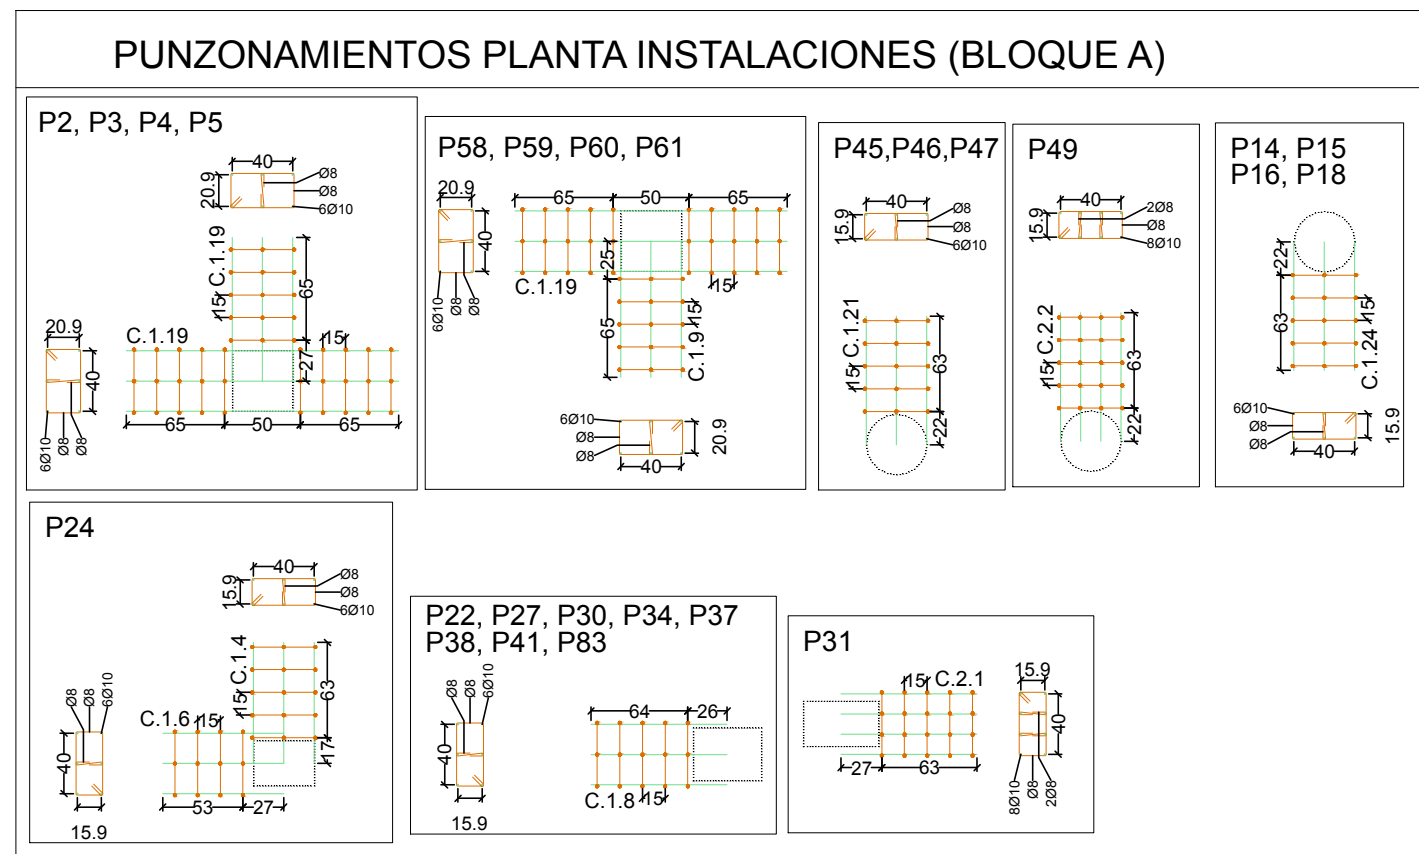 PUNZONAMIENTOS PLANTA INSTALACIONES (BLOQUE A)
P2, P3, P4, P5
40
20.9
Ø8
Ø8
6Ø10
C.1.19
15
65
27
20.9
40
6Ø10
Ø8
Ø8
C.1.19
15
65
50
65
P58, P59, P60, P61
20.9
40
6Ø10
Ø8
Ø8
65
50
65
C.1.19
25
15
65
15
C.1.9
6Ø10
Ø8
Ø8
40
20.9
P45,P46,P47
40
15.9
Ø8
Ø8
6Ø10
C.1.21
15
63
22
P49
40
15.9
2Ø8
Ø8
8Ø10
C.2.2
15
63
22
P14, P15
P16, P18
22
63
15
C.1.24
6Ø10
Ø8
Ø8
40
15.9
P24
40
15.9
Ø8
Ø8
6Ø10
C.1.4
15
63
17
Ø8
Ø8
6Ø10
40
15.9
C.1.6
15
53
27
P22, P27, P30, P34, P37
P38, P41, P83
Ø8
Ø8
6Ø10
40
15.9
64
26
C.1.8
15
P31
15
C.2.1
27
63
15.9
40
8Ø10
Ø8
2Ø8